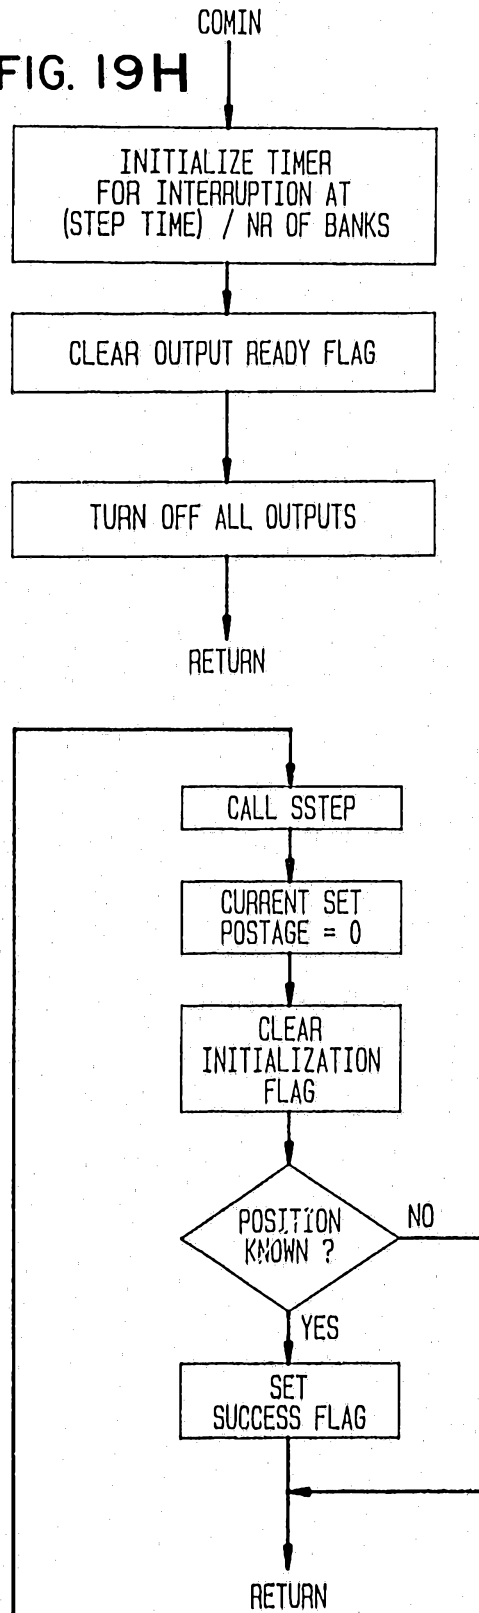 COMIN
FIG. 19H
INITIALIZE TIMER
FOR INTERRUPTION AT
(STEP TIME) / NR OF BANKS
CLEAR OUTPUT READY FLAG
TURN OFF ALL OUTPUTS
RETURN
CALL SSTEP
CURRENT SET
POSTAGE = 0
CLEAR
INITIALIZATION
FLAG
POSITION
KNOWN ?
NO
YES
SET
SUCCESS FLAG
RETURN